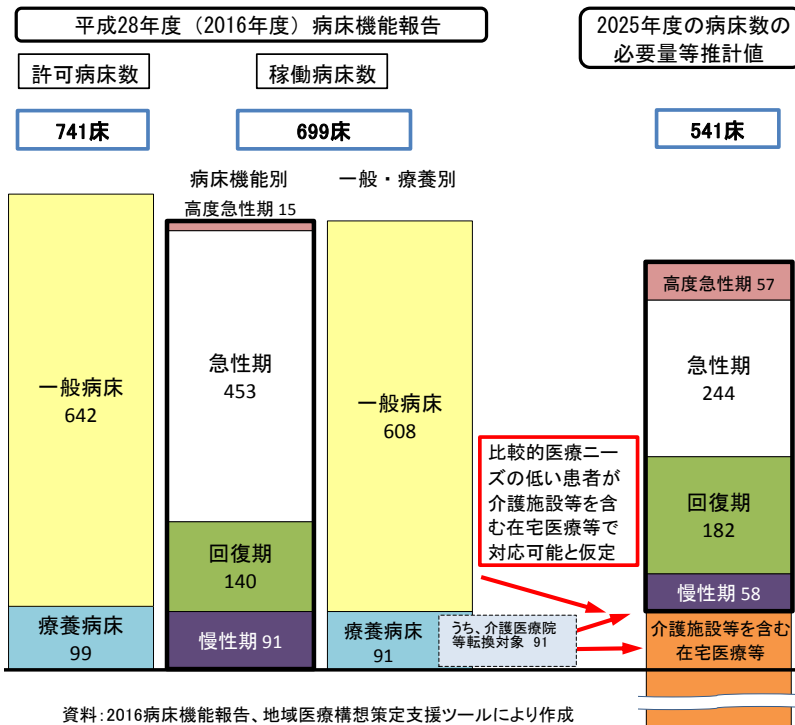 平成28年度（2016年度）病床機能報告
2025年度の病床数の
必要量等推計値
許可病床数
稼働病床数
741床
699床
541床
病床機能別
一般・療養別
高度急性期 15
一般病床
642
療養病床
99
急性期
453
回復期
140
慢性期 91
一般病床
608
療養病床
91
うち、介護医療院
等転換対象 91
比較的医療ニー
ズの低い患者が
介護施設等を含
む在宅医療等で
対応可能と仮定
高度急性期 57
急性期
244
回復期
182
慢性期 58
介護施設等を含む
在宅医療等
資料：2016病床機能報告、地域医療構想策定支援ツールにより作成